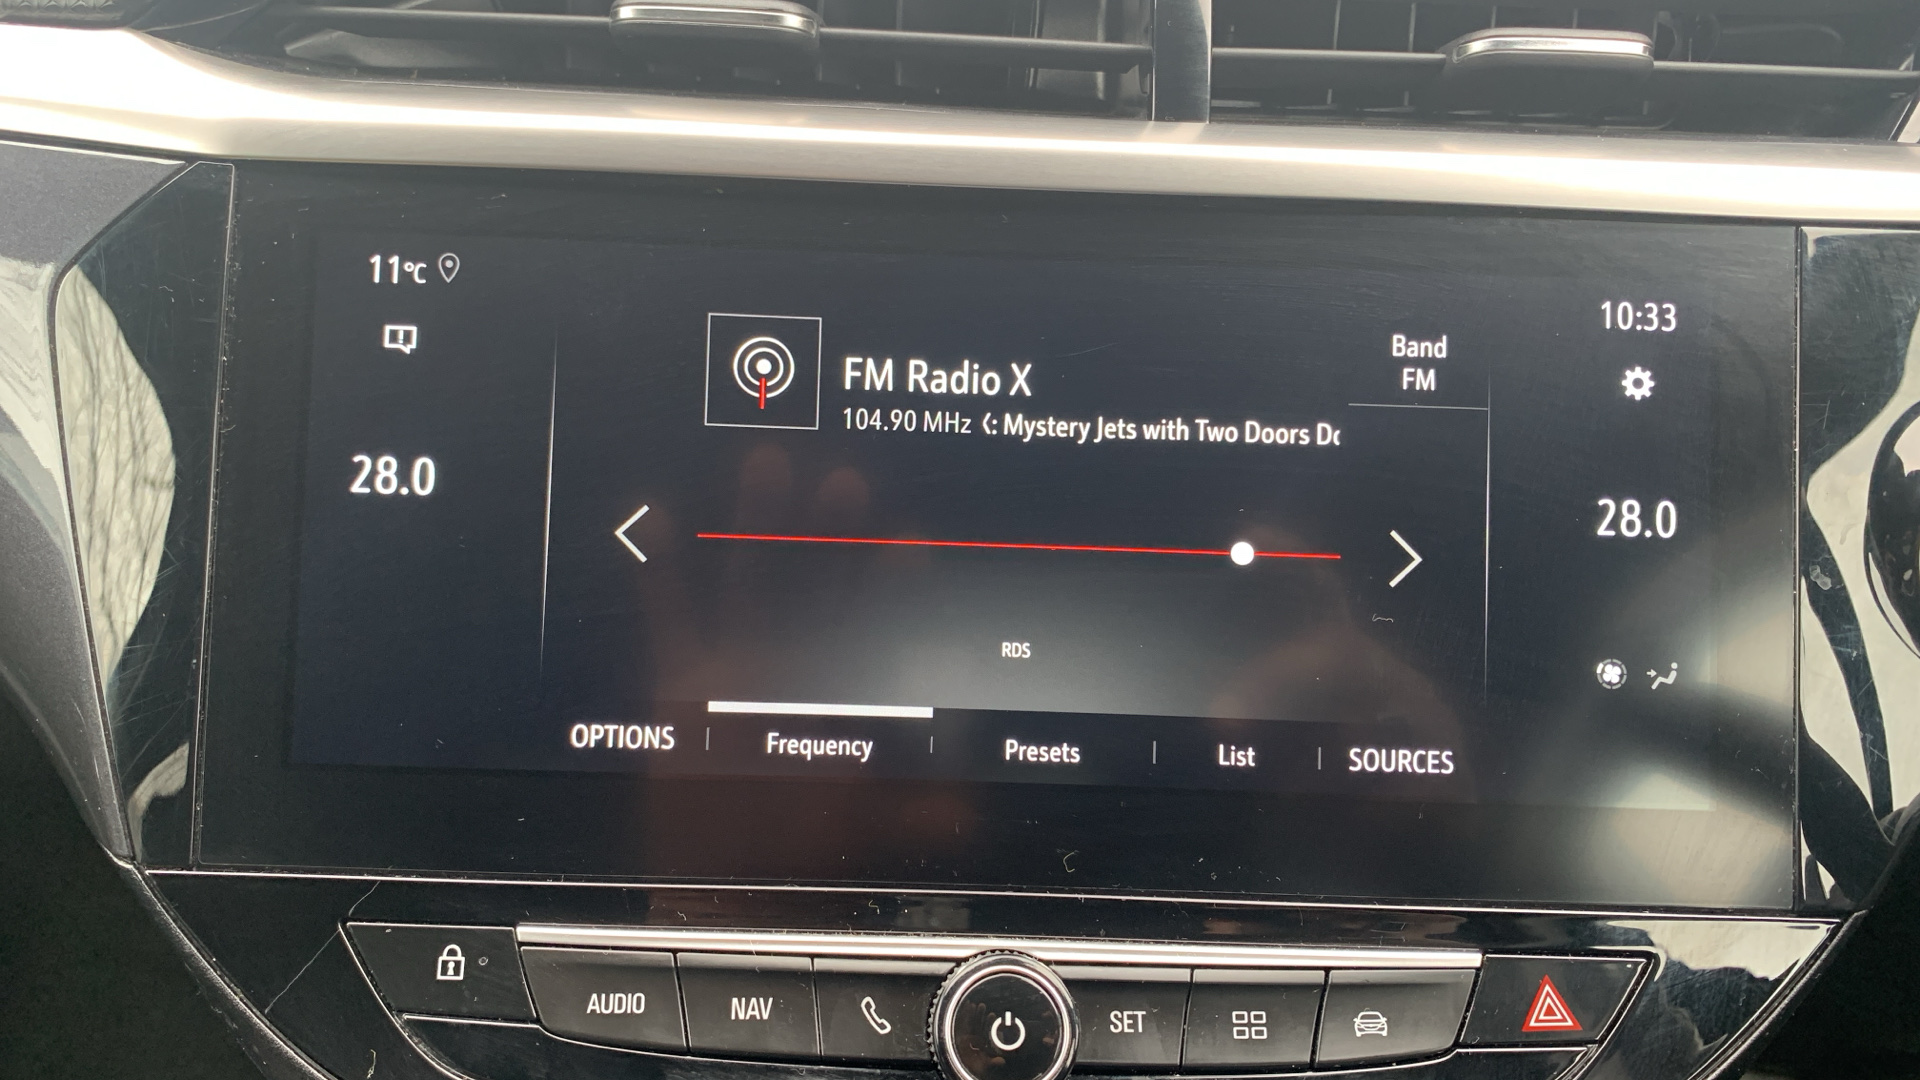 11°C
10:33
Band
FM
FM Radio X
104.90 MHz
: Mystery Jets with Two Doors Do
28.0
28.0
RDS
OPTIONS
Frequency
Presets
List
SOURCES
AUDIO
NAV
SET